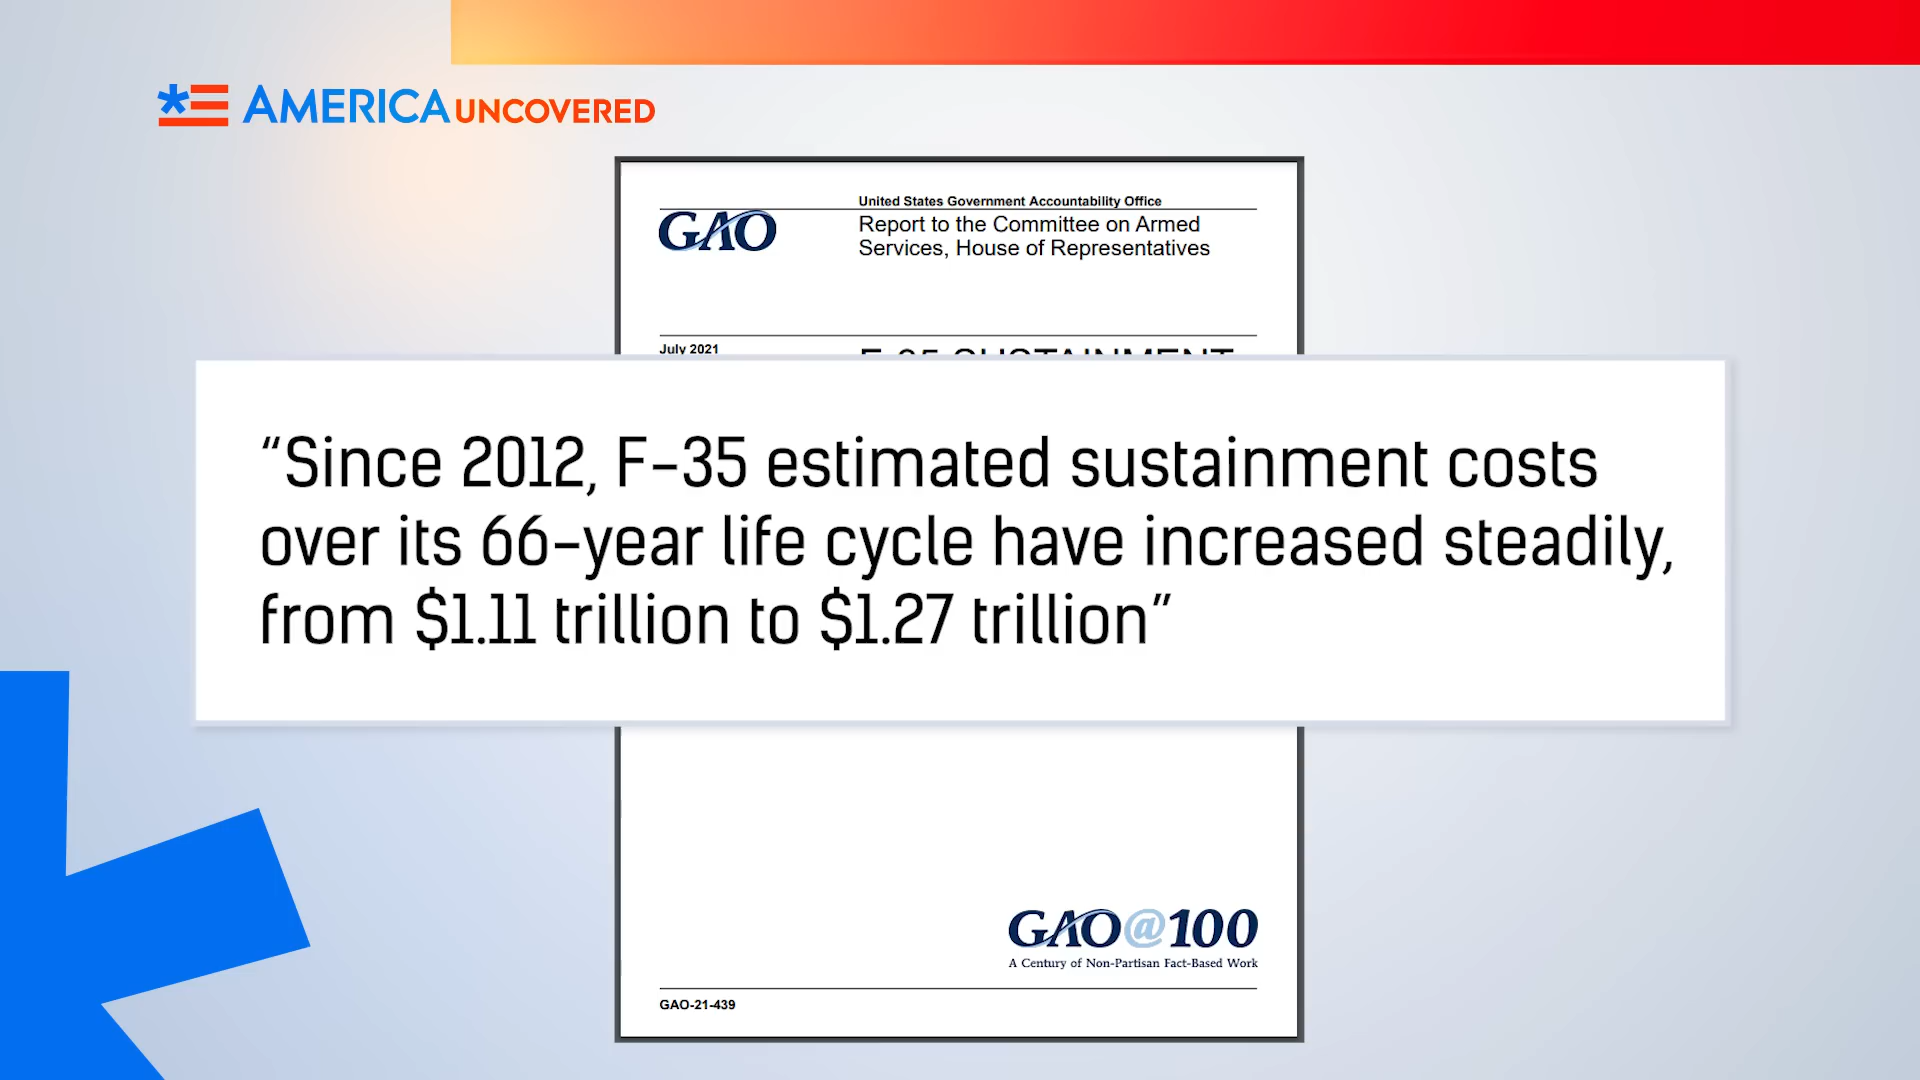 AMERICA UNCOVERED
GAO
United States Government Accountability Office
Report to the Committee on Armed
Services, House of Representatives
July 2021
F-35 SUSTAINMENT
“Since 2012, F-35 estimated sustainment costs
over its 66-year life cycle have increased steadily,
from $1.11 trillion to $1.27 trillion”
GAO@100
A Century of Non-Partisan Fact-Based Work
GAO-21-439